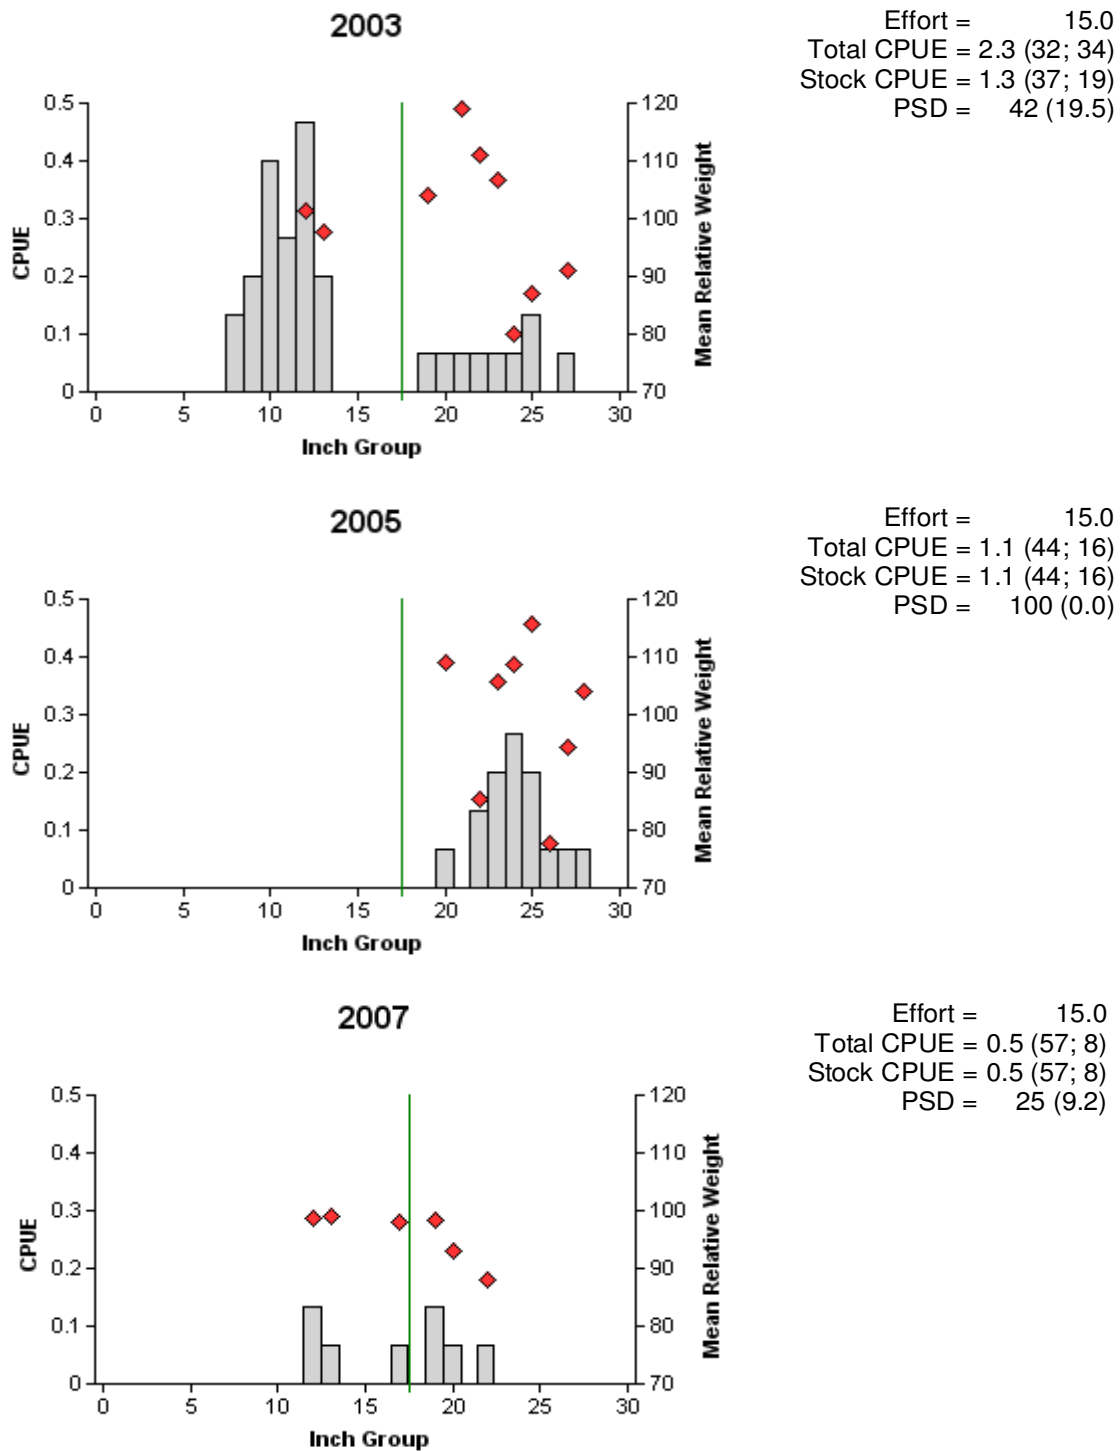 2003
Effort = 15.0
Total CPUE = 2.3 (32; 34)
Stock CPUE = 1.3 (37; 19)
PSD = 42 (19.5)
0.5
0.4
0.3
0.2
0.1
0
CPUE
120
110
100
90
80
70
Mean Relative Weight
0 5 10 15 20 25 30
Inch Group
2005
Effort = 15.0
Total CPUE = 1.1 (44; 16)
Stock CPUE = 1.1 (44; 16)
PSD = 100 (0.0)
0.5
0.4
0.3
0.2
0.1
0
CPUE
120
110
100
90
80
70
Mean Relative Weight
0 5 10 15 20 25 30
Inch Group
2007
Effort = 15.0
Total CPUE = 0.5 (57; 8)
Stock CPUE = 0.5 (57; 8)
PSD = 25 (9.2)
0.5
0.4
0.3
0.2
0.1
0
CPUE
120
110
100
90
80
70
Mean Relative Weight
0 5 10 15 20 25 30
Inch Group